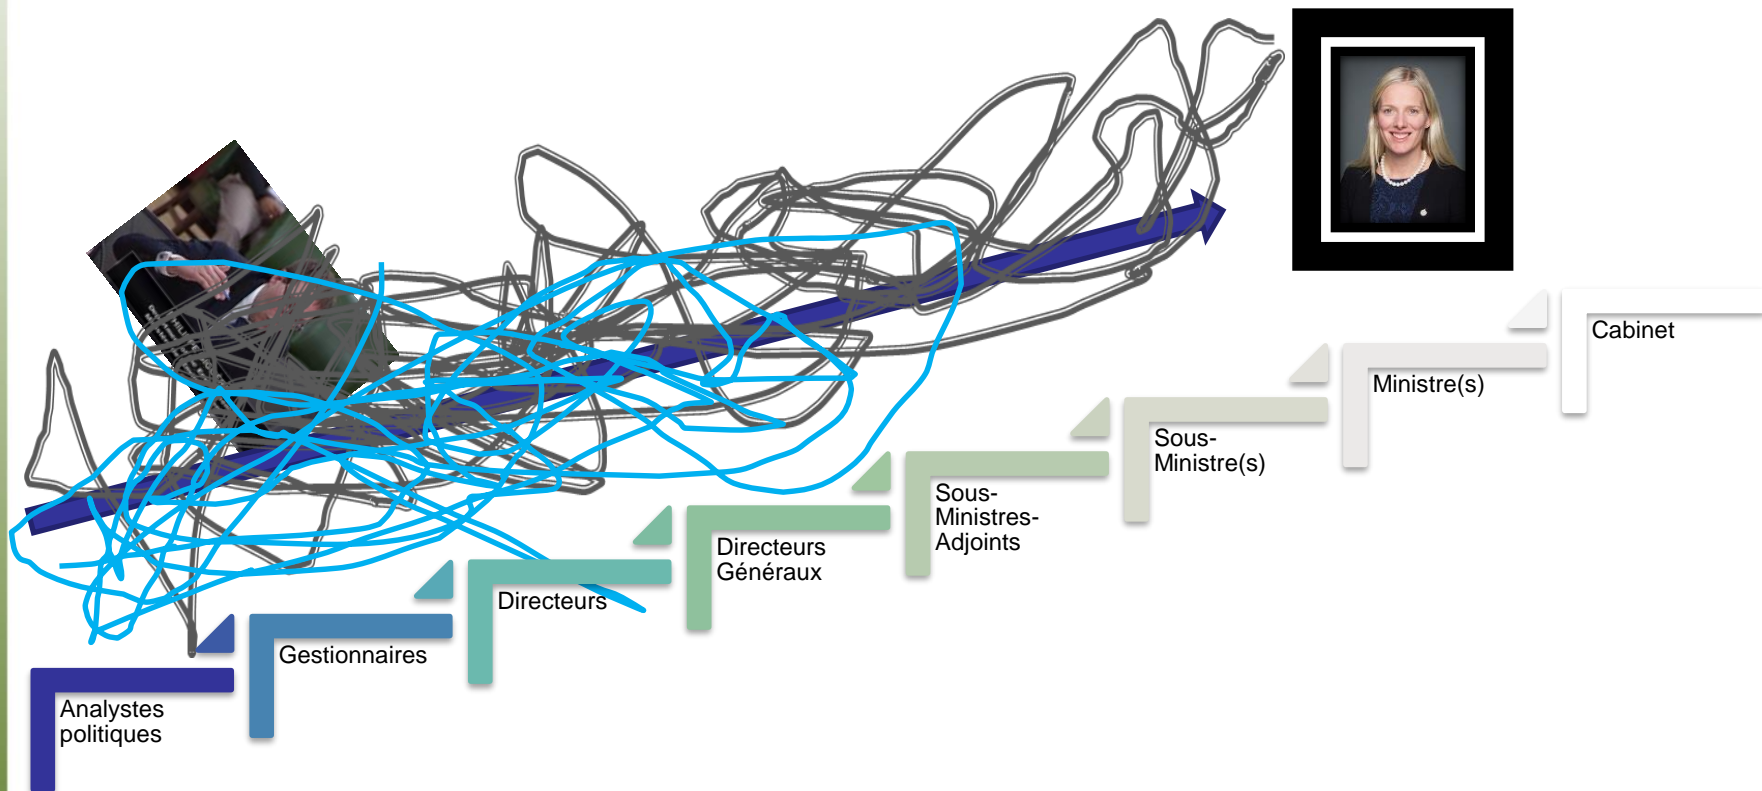 Cabinet
Ministre(s)
Sous-
Ministre(s)
Sous-
Ministres-
Adjoints
Directeurs
Généraux
Directeurs
Gestionnaires
Analystes
politiques